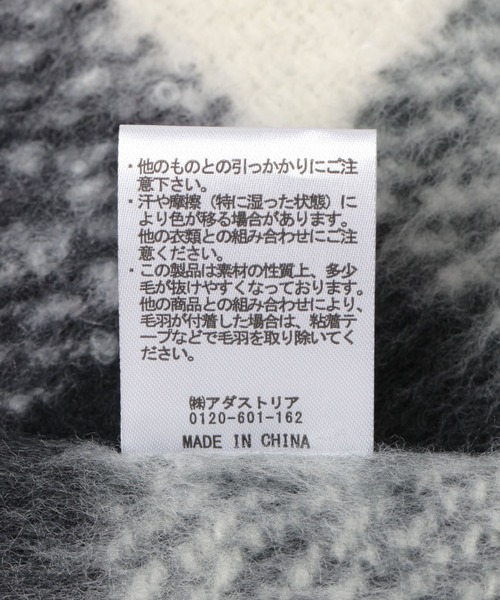 ・他のものとの引っかかりにご注
意下さい。
・汗や摩擦（特に湿った状態）に
より色が移る場合があります。
他の衣類との組み合わせにご注
意ください。
・この製品は素材の性質上、多少
毛が抜けやすくなっております。
他の商品との組み合わせにより、
毛羽が付着した場合は、粘着テー
プなどで毛羽を取り除いてく
ださい。
㈱アダストリア
0120-601-162
MADE IN CHINA